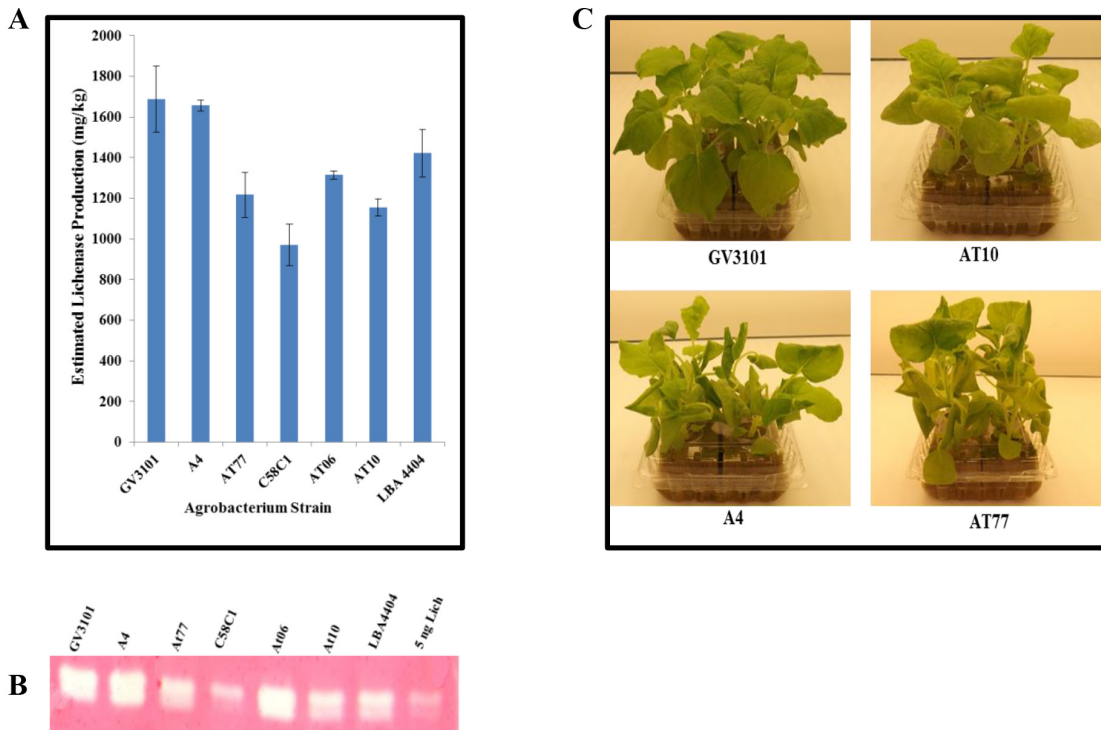 A
2000
1800
1600
1400
1200
1000
800
600
400
200
0
Estimated Lichenase Production (mg/kg)
GV3101
A4
AT77
C58C1
AT06
AT10
LBA 4404
Agrobacterium Strain
B
GV3101
A4
At77
C58C1
At06
At10
LBA4404
5 ng Lich
C
GV3101
AT10
A4
AT77